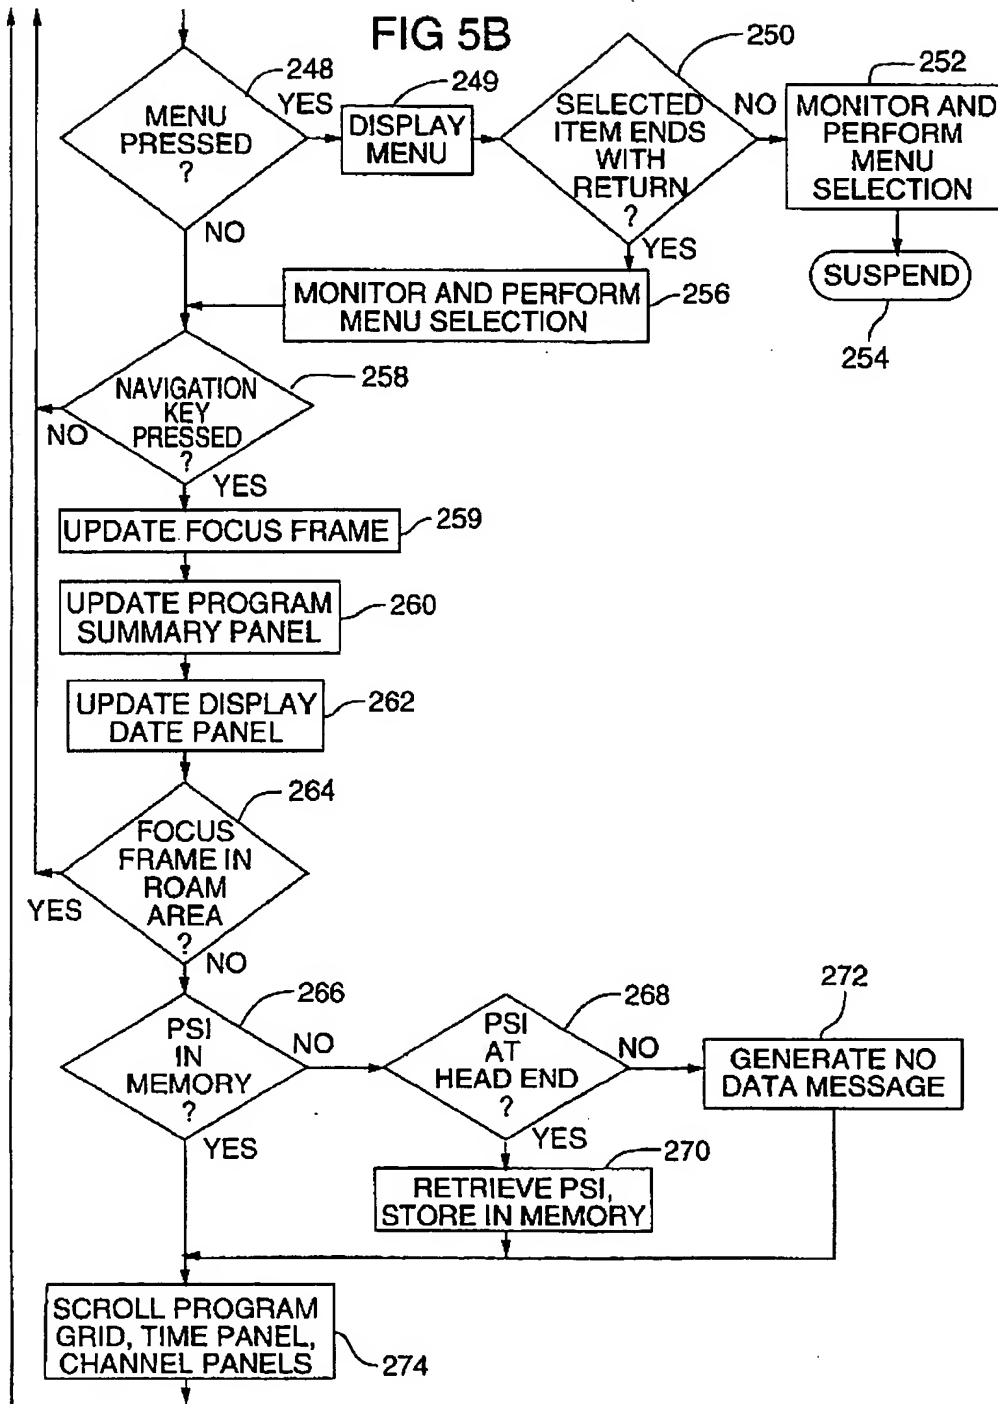 FIG 5B
248
MENU
PRESSED
?
YES
NO
249
DISPLAY
MENU
250
SELECTED
ITEM ENDS
WITH
RETURN
?
NO
YES
252
MONITOR AND
PERFORM
MENU
SELECTION
SUSPEND
254
MONITOR AND PERFORM
MENU SELECTION
256
258
NAVIGATION
KEY
PRESSED
?
NO
YES
UPDATE FOCUS FRAME
259
UPDATE PROGRAM
SUMMARY PANEL
260
UPDATE DISPLAY
DATE PANEL
262
264
FOCUS
FRAME IN
ROAM
AREA
?
YES
NO
266
PSI
IN
MEMORY
?
NO
YES
268
PSI
AT
HEAD END
?
NO
YES
272
GENERATE NO
DATA MESSAGE
270
RETRIEVE PSI,
STORE IN MEMORY
SCROLL PROGRAM
GRID, TIME PANEL,
CHANNEL PANELS
274